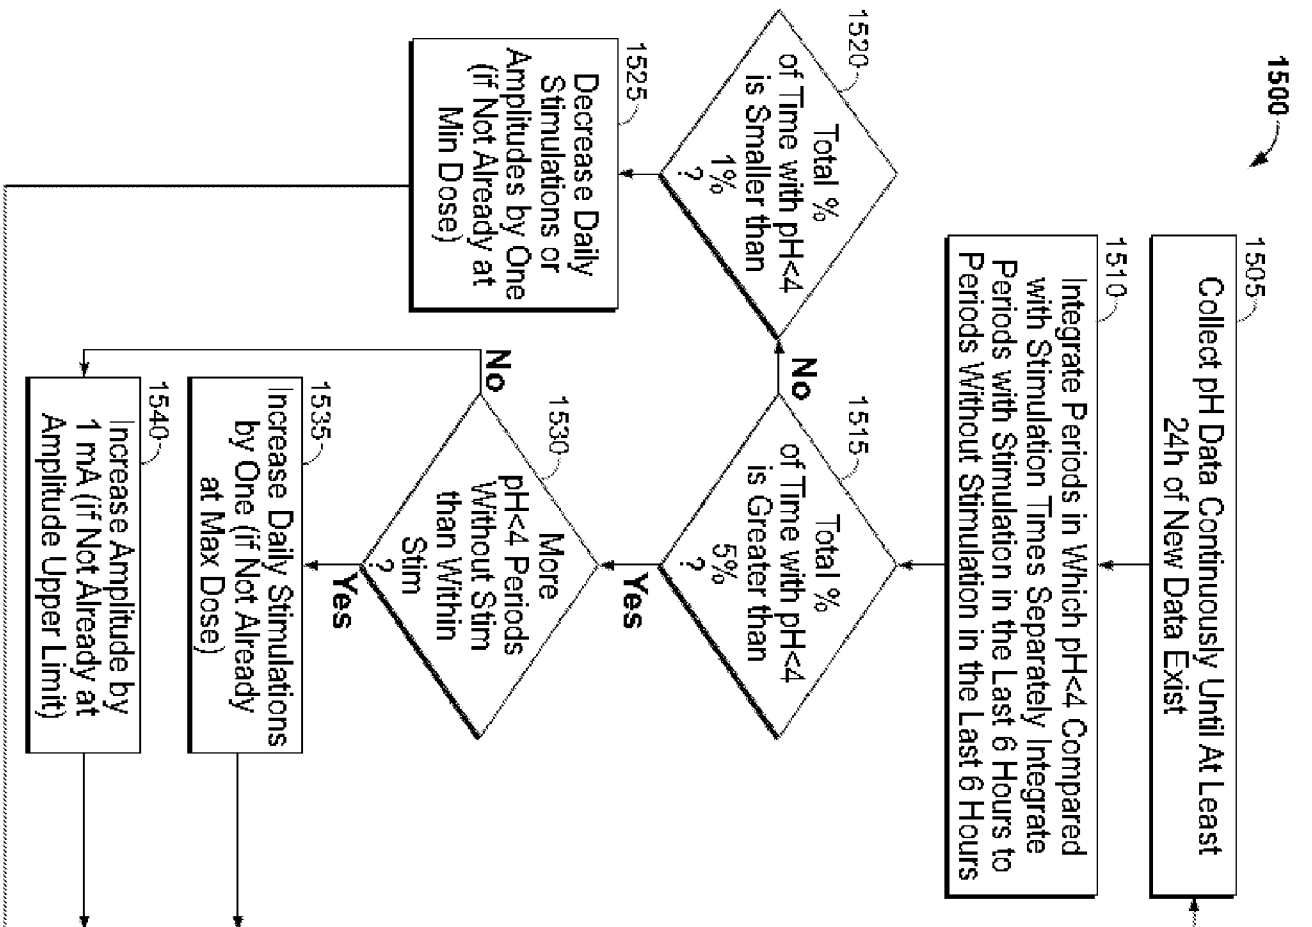 1500
1505
Collect pH Data Continuously Until At Least
24h of New Data Exist
1510
Integrate Periods in Which pH<4 Compared
with Stimulation Times Separately Integrate
Periods with Stimulation in the Last 6 Hours to
Periods Without Stimulation in the Last 6 Hours
1515
Total %
of Time with pH<4
is Greater than
5%
?
No
Yes
1520
Total %
of Time with pH<4
is Smaller than
1%
?
1525
Decrease Daily
Stimulations or
Amplitudes by One
(if Not Already at
Min Dose)
1530
More
pH<4 Periods
Without Stim
than Within
Stim
?
No
Yes
1535
Increase Daily Stimulations
by One (if Not Already
at Max Dose)
1540
Increase Amplitude by
1 mA (if Not Already at
Amplitude Upper Limit)